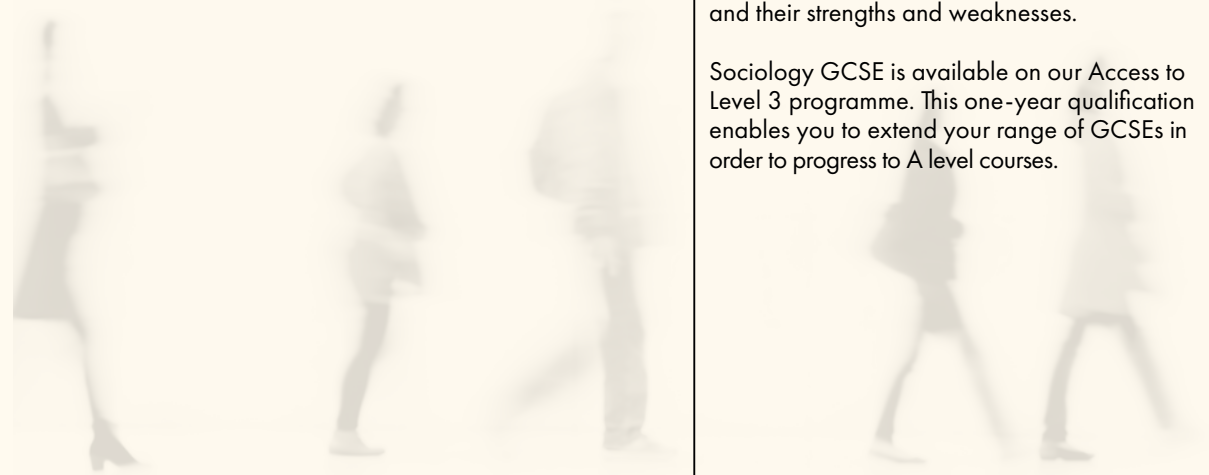 and their strengths and weaknesses.
Sociology GCSE is available on our Access to
Level 3 programme. This one-year qualification
enables you to extend your range of GCSEs in
order to progress to A level courses.